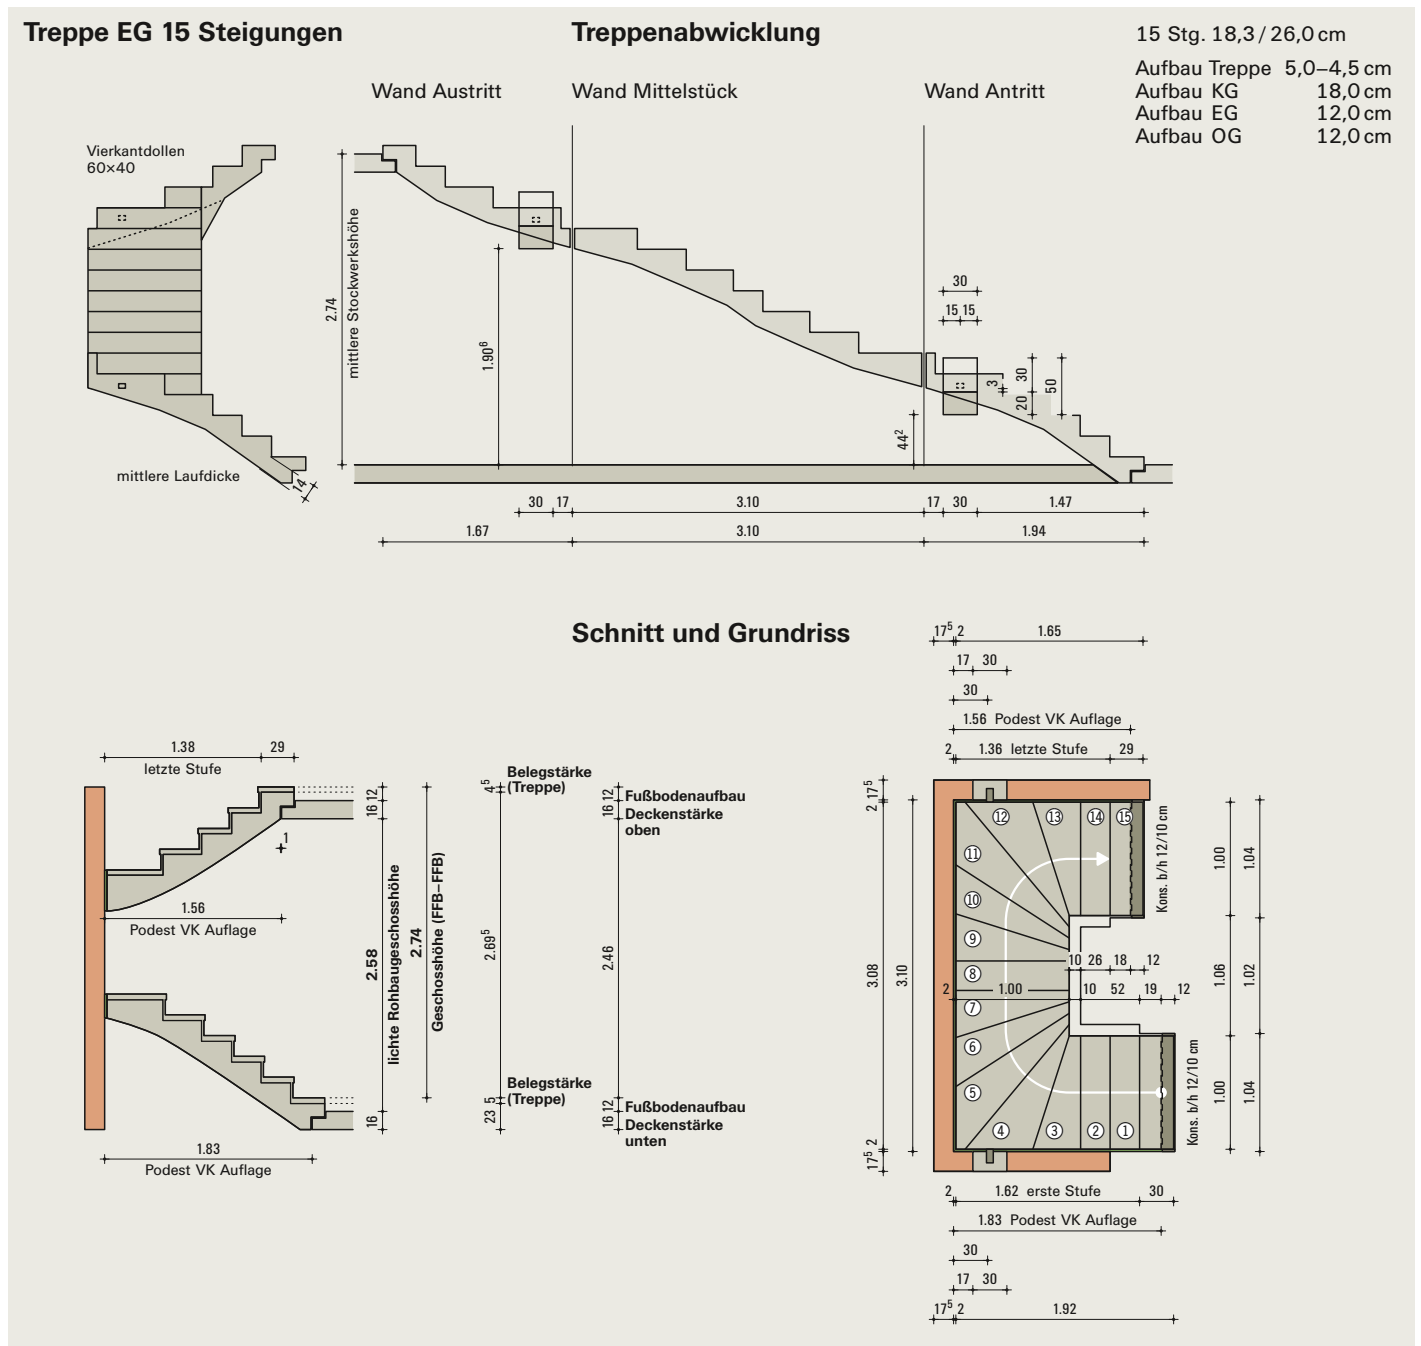 Treppe EG 15 Steigungen
Treppenabwicklung
15 Stg. 18,3 / 26,0 cm
Aufbau Treppe 5,0–4,5 cm
Aufbau KG 18,0 cm
Aufbau EG 12,0 cm
Aufbau OG 12,0 cm
Wand Austritt
Wand Mittelstück
Wand Antritt
Vierkantdollen
60×40
2.74
mittlere Stockwerkshöhe
1.90⁶
30
15 15
3
30
20
50
44²
mittlere Laufdicke
14
30 17 3.10 17 30 1.47
1.67 3.10 1.94
Schnitt und Grundriss
1.38 29
letzte Stufe
1
1.56
Podest VK Auflage
1.83
Podest VK Auflage
16 12
2.58
lichte Rohbaugeschosshöhe
16
2.74
Geschosshöhe (FFB–FFB)
4⁵
2.69⁵
23 5
Belegstärke
(Treppe)
16 12
Fußbodenaufbau
Deckenstärke
oben
2.46
Belegstärke
(Treppe)
16 12
Fußbodenaufbau
Deckenstärke
unten
17⁵ 2 1.65
17 30
30
1.56 Podest VK Auflage
2 1.36 letzte Stufe 29
2 17⁵
3.08
17⁵ 2
3.10
12 13 14 15
11
10
9
8
7
6
5
4 3 2 1
10 26 18 12
2 1.00 10 52 19 12
Kons. b/h 12/10 cm
Kons. b/h 12/10 cm
1.00 1.04
1.06 1.02
1.00 1.04
2 1.62 erste Stufe 30
1.83 Podest VK Auflage
30
17 30
17⁵ 2 1.92